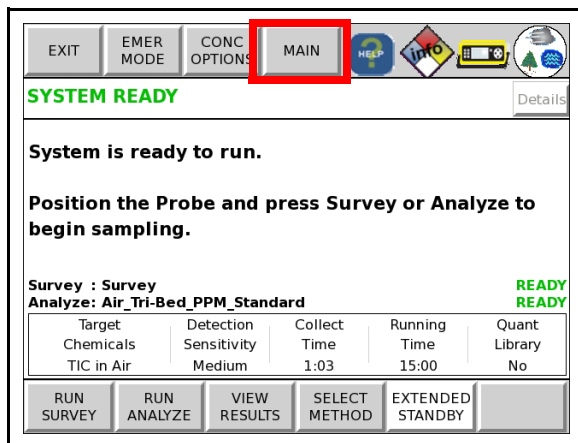 EXIT
EMER
MODE
CONC
OPTIONS
MAIN
HELP
info
SYSTEM READY
Details
System is ready to run.
Position the Probe and press Survey or Analyze to
begin sampling.
Survey : Survey READY
Analyze: Air_Tri-Bed_PPM_Standard READY
Target Detection Collect Running Quant
Chemicals Sensitivity Time Time Library
TIC in Air Medium 1:03 15:00 No
RUN
SURVEY
RUN
ANALYZE
VIEW
RESULTS
SELECT
METHOD
EXTENDED
STANDBY